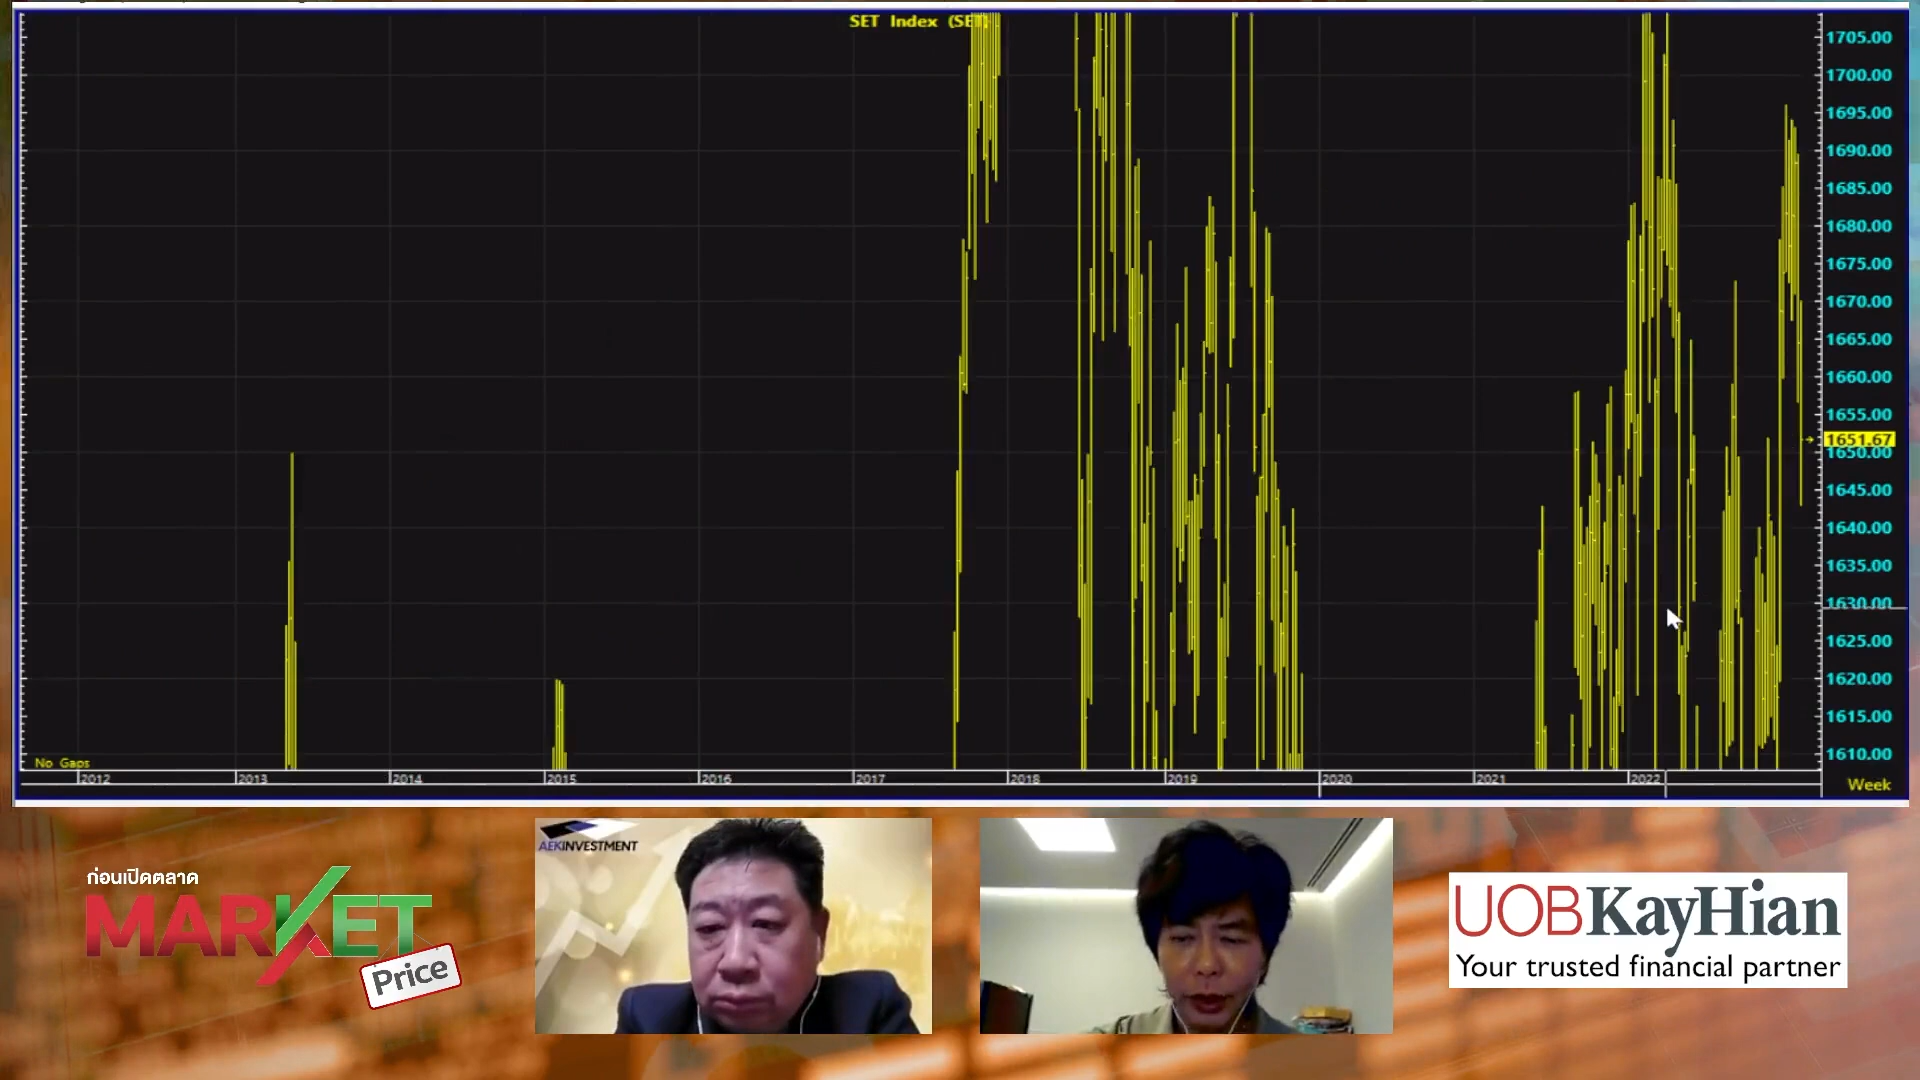 SET Index (SET)
1705.00
1700.00
1695.00
1690.00
1685.00
1680.00
1675.00
1670.00
1665.00
1660.00
1655.00
1651.67
1650.00
1645.00
1640.00
1635.00
1630.00
1625.00
1620.00
1615.00
1610.00
No Gaps
2012 2013 2014 2015 2016 2017 2018 2019 2020 2021 2022
Week
ก่อนเปิดตลาด
MARKET
Price
AEKINVESTMENT
UOBKayHian
Your trusted financial partner